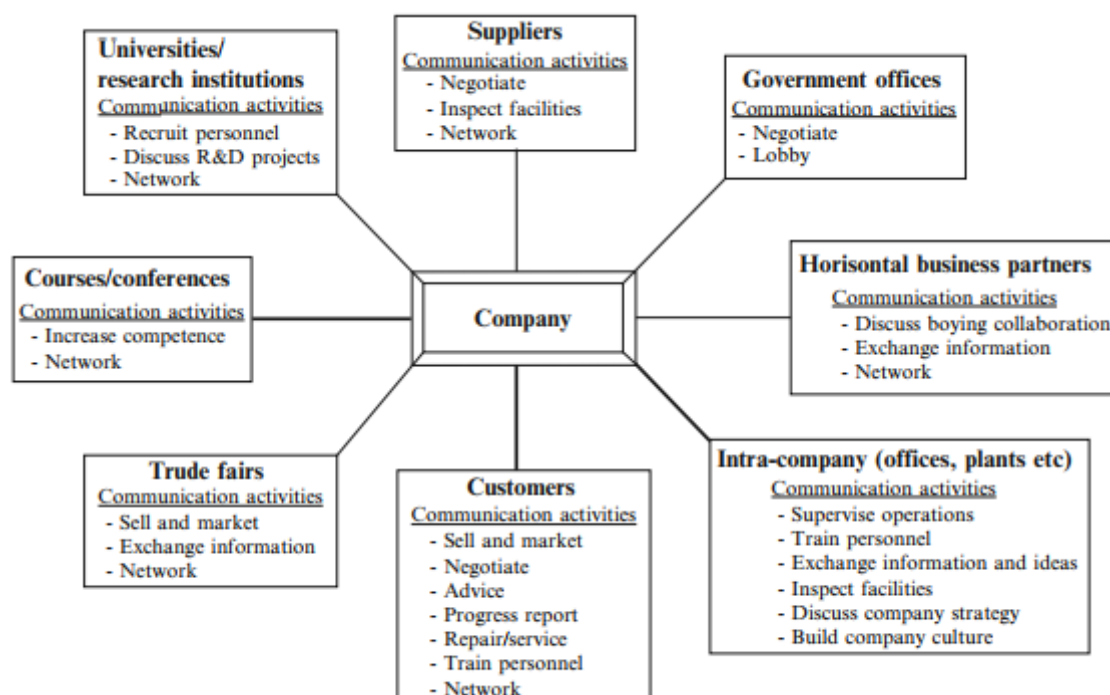 Universities/
research institutions
Communication activities
- Recruit personnel
- Discuss R&D projects
- Network
Suppliers
Communication activities
- Negotiate
- Inspect facilities
- Network
Government offices
Communication activities
- Negotiate
- Lobby
Courses/conferences
Communication activities
- Increase competence
- Network
Company
Horisontal business partners
Communication activities
- Discuss boying collaboration
- Exchange information
- Network
Trude fairs
Communication activities
- Sell and market
- Exchange information
- Network
Customers
Communication activities
- Sell and market
- Negotiate
- Advice
- Progress report
- Repair/service
- Train personnel
- Network
Intra-company (offices, plants etc)
Communication activities
- Supervise operations
- Train personnel
- Exchange information and ideas
- Inspect facilities
- Discuss company strategy
- Build company culture